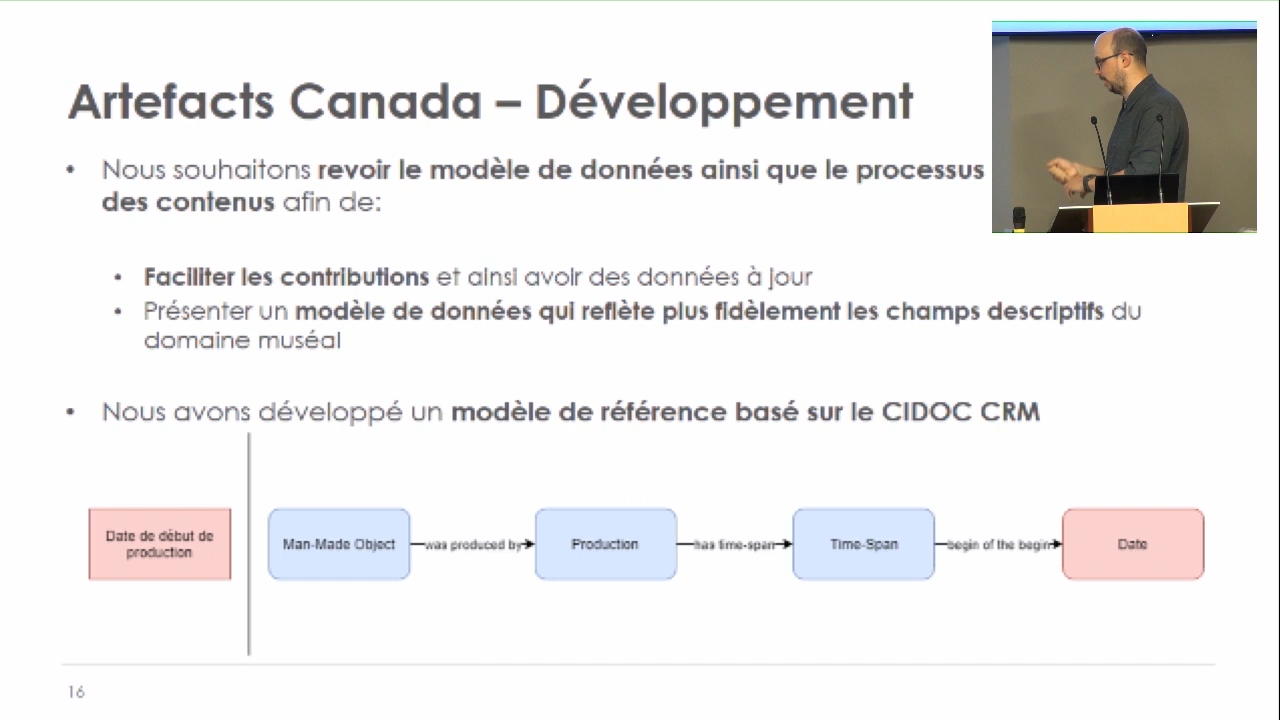 Artefacts Canada – Développement
• Nous souhaitons revoir le modèle de données ainsi que le processus
des contenus afin de:
• Faciliter les contributions et ainsi avoir des données à jour
• Présenter un modèle de données qui reflète plus fidèlement les champs descriptifs du
domaine muséal
• Nous avons développé un modèle de référence basé sur le CIDOC CRM
Date de début de
production
Man-Made Object
was produced by
Production
has time-span
Time-Span
begin of the begin
Date
16